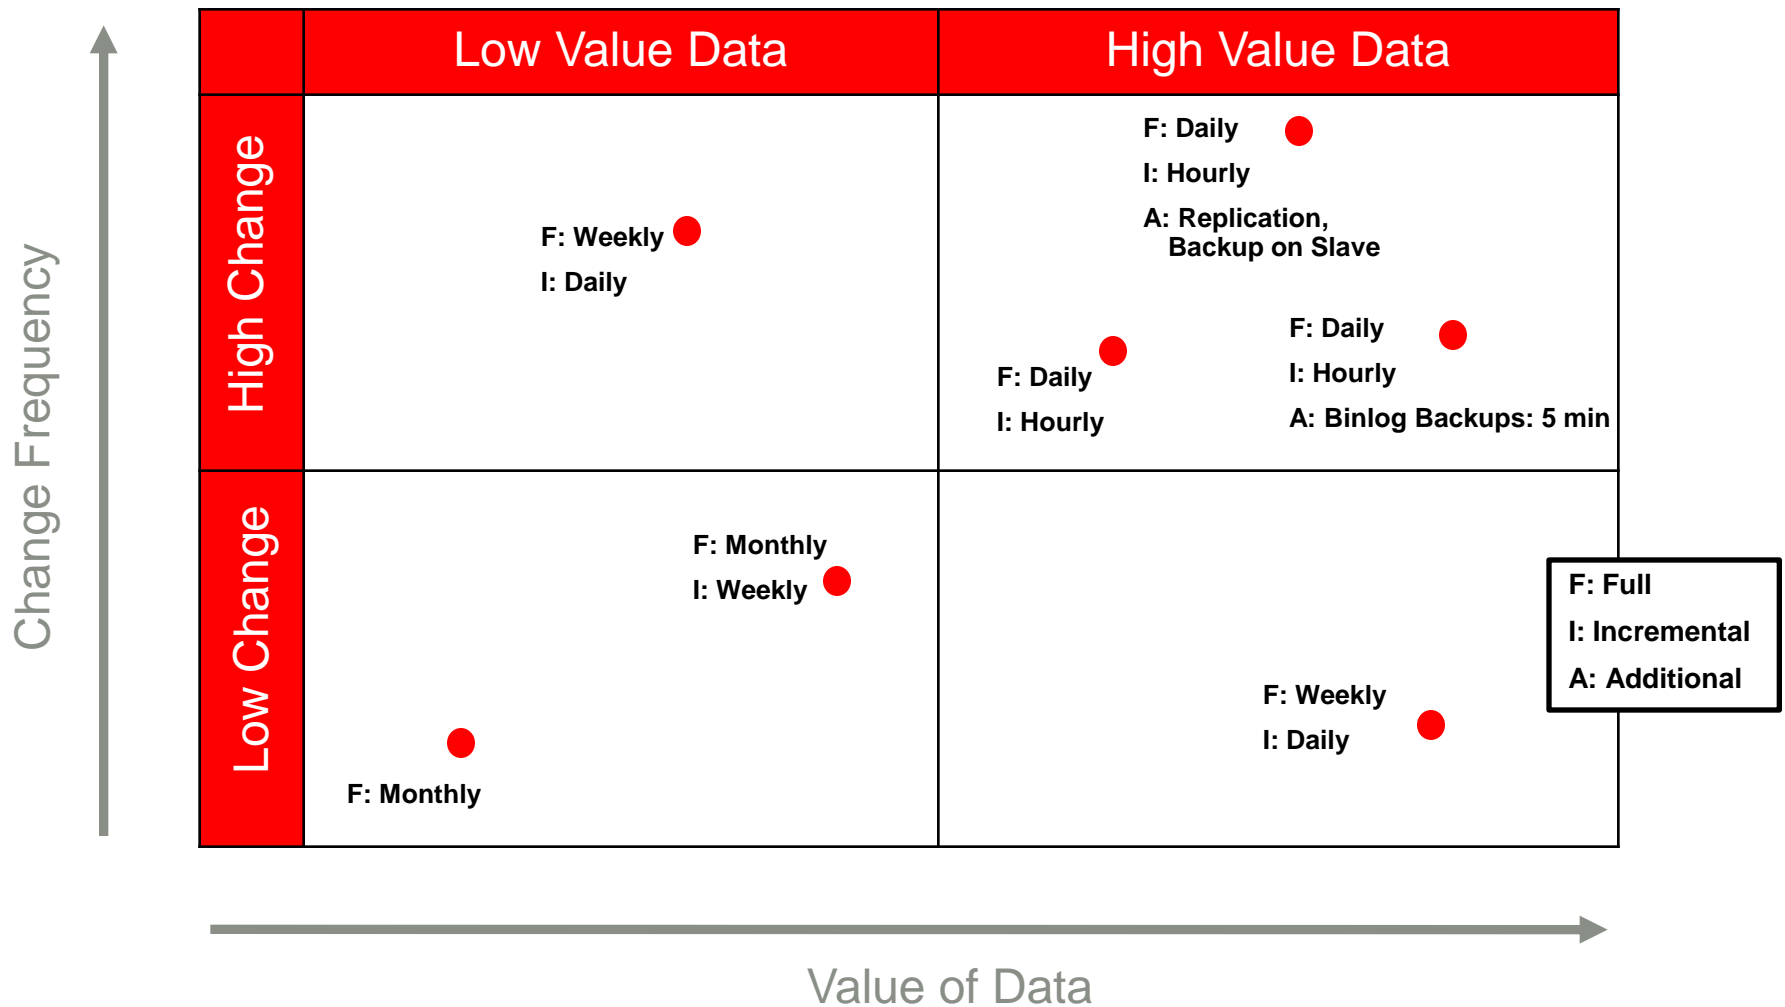 Low Value Data
High Value Data
Change Frequency
High Change
F: Weekly
I: Daily
F: Daily
I: Hourly
A: Replication,
Backup on Slave
F: Daily
I: Hourly
F: Daily
I: Hourly
A: Binlog Backups: 5 min
Low Change
F: Monthly
I: Weekly
F: Monthly
F: Weekly
I: Daily
F: Full
I: Incremental
A: Additional
Value of Data